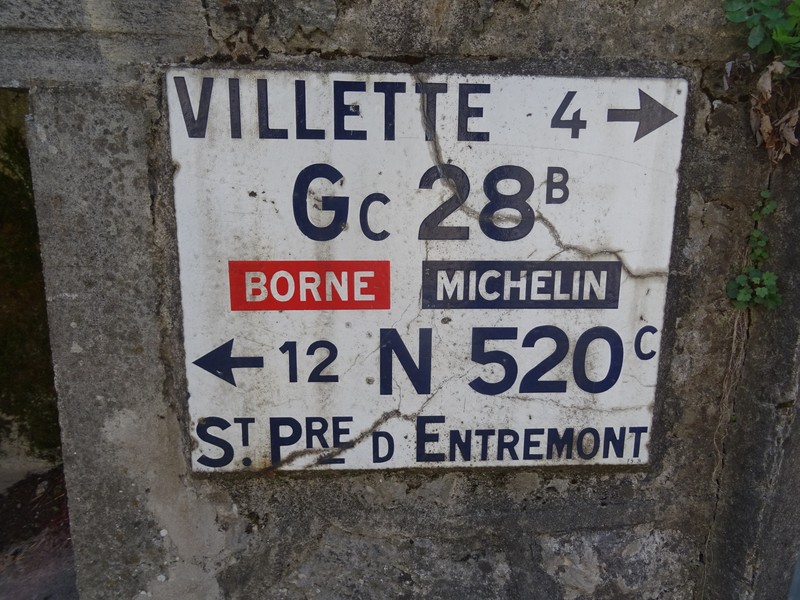 VILLETTE 4 →
Gc 28B
BORNE MICHELIN
← 12 N 520C
ST. PRE D ENTREMONT